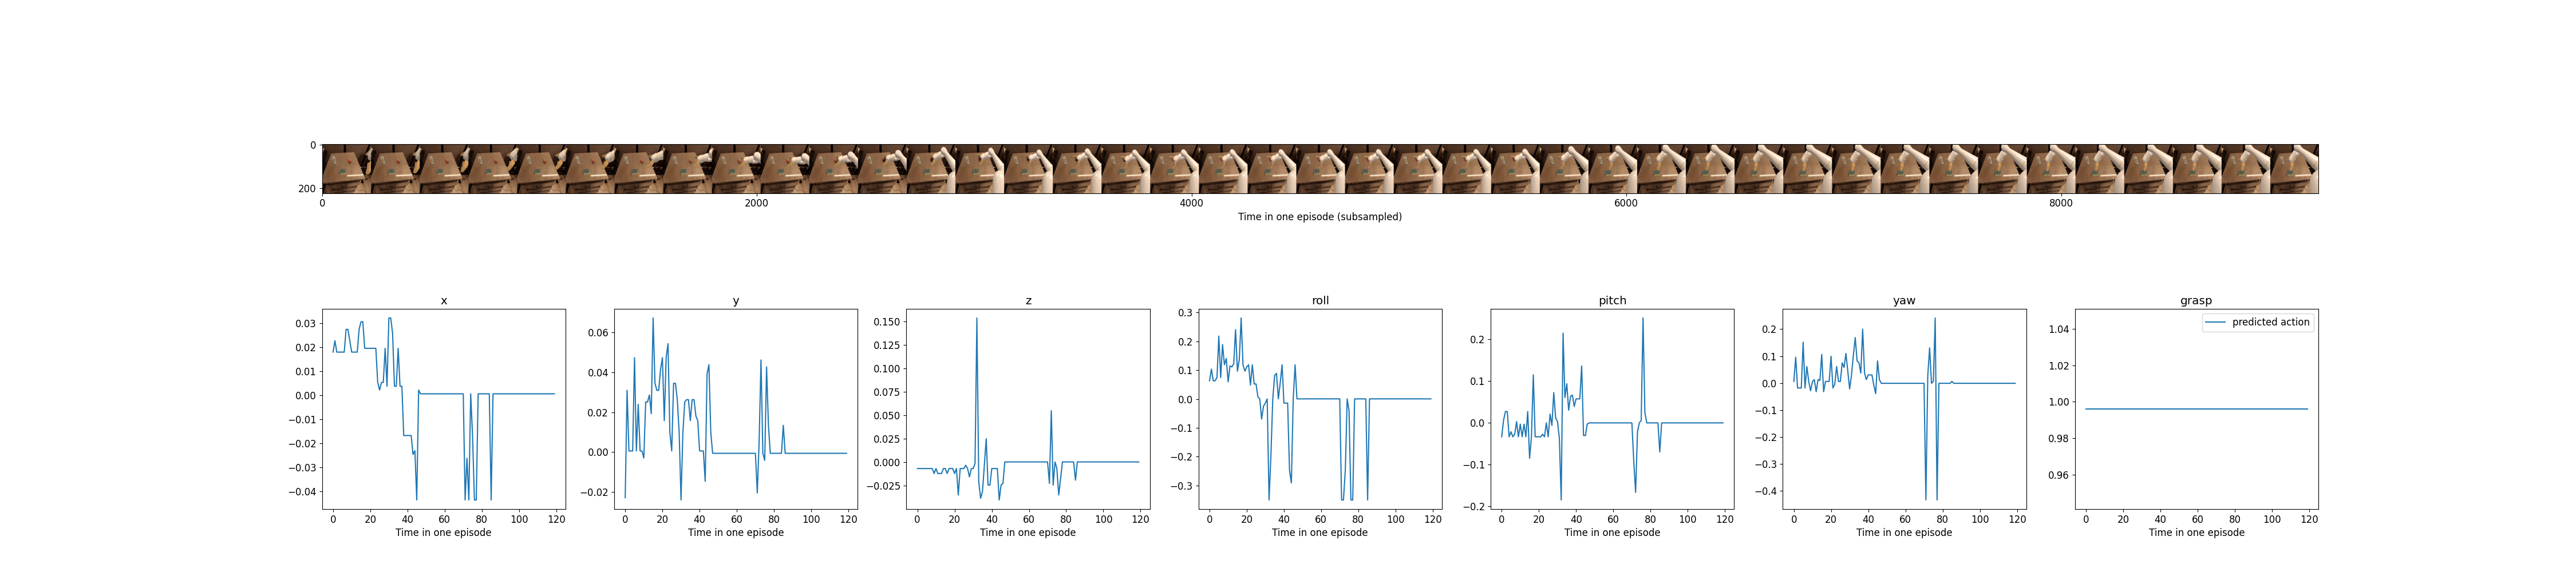 0
200
0 2000 4000 6000 8000
Time in one episode (subsampled)
x
0.03
0.02
0.01
0.00
−0.01
−0.02
−0.03
−0.04
0 20 40 60 80 100 120
Time in one episode
y
0.06
0.04
0.02
0.00
−0.02
0 20 40 60 80 100 120
Time in one episode
z
0.150
0.125
0.100
0.075
0.050
0.025
0.000
−0.025
0 20 40 60 80 100 120
Time in one episode
roll
0.3
0.2
0.1
0.0
−0.1
−0.2
−0.3
0 20 40 60 80 100 120
Time in one episode
pitch
0.2
0.1
0.0
−0.1
−0.2
0 20 40 60 80 100 120
Time in one episode
yaw
0.2
0.1
0.0
−0.1
−0.2
−0.3
−0.4
0 20 40 60 80 100 120
Time in one episode
grasp
predicted action
1.04
1.02
1.00
0.98
0.96
0 20 40 60 80 100 120
Time in one episode